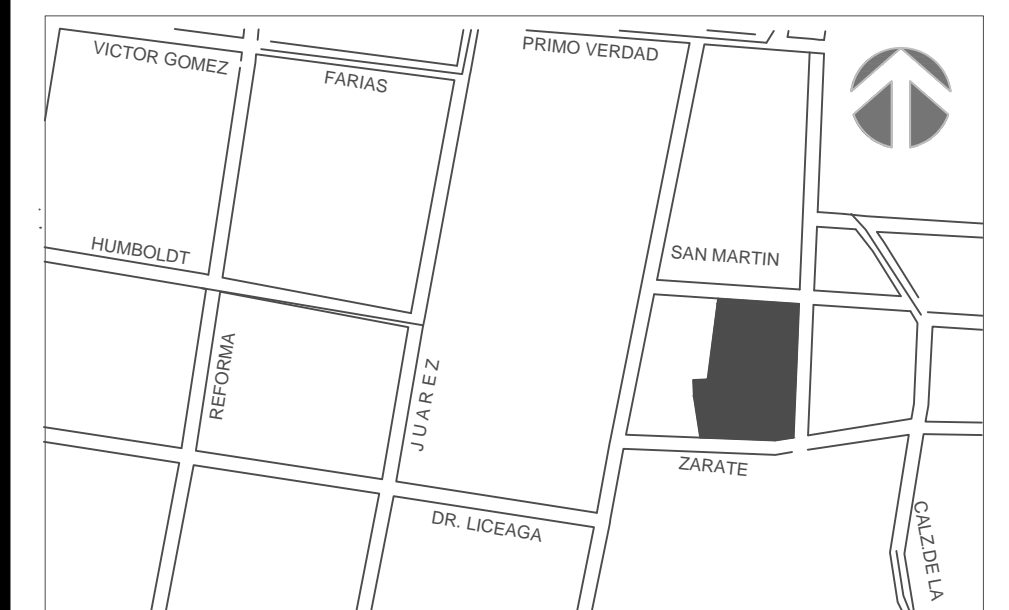 PRIMO VERDAD
VICTOR GOMEZ
FARIAS
HUMBOLDT
SAN MARTIN
REFORMA
JUAREZ
ZARATE
DR. LICEAGA
CALZ.DE LA